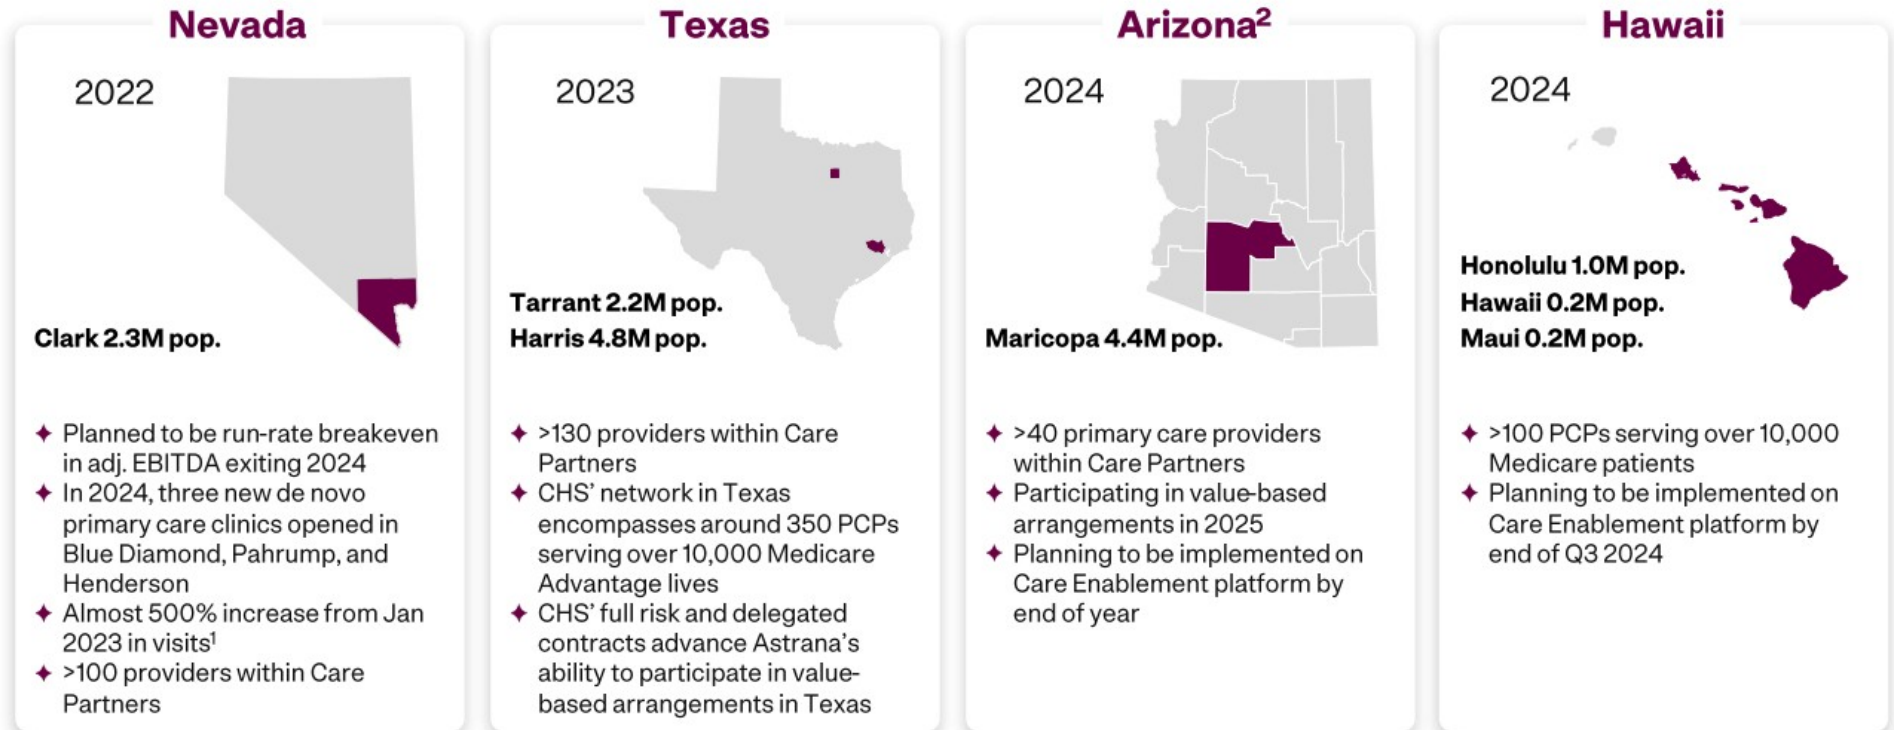 Nevada
2022
Clark 2.3M pop.
✦ Planned to be run-rate breakeven
in adj. EBITDA exiting 2024
✦ In 2024, three new de novo
primary care clinics opened in
Blue Diamond, Pahrump, and
Henderson
✦ Almost 500% increase from Jan
2023 in visits¹
✦ >100 providers within Care
Partners
Texas
2023
Tarrant 2.2M pop.
Harris 4.8M pop.
✦ >130 providers within Care
Partners
✦ CHS’ network in Texas
encompasses around 350 PCPs
serving over 10,000 Medicare
Advantage lives
✦ CHS’ full risk and delegated
contracts advance Astrana’s
ability to participate in value-
based arrangements in Texas
Arizona²
2024
Maricopa 4.4M pop.
✦ >40 primary care providers
within Care Partners
✦ Participating in value-based
arrangements in 2025
✦ Planning to be implemented on
Care Enablement platform by
end of year
Hawaii
2024
Honolulu 1.0M pop.
Hawaii 0.2M pop.
Maui 0.2M pop.
✦ >100 PCPs serving over 10,000
Medicare patients
✦ Planning to be implemented on
Care Enablement platform by
end of Q3 2024